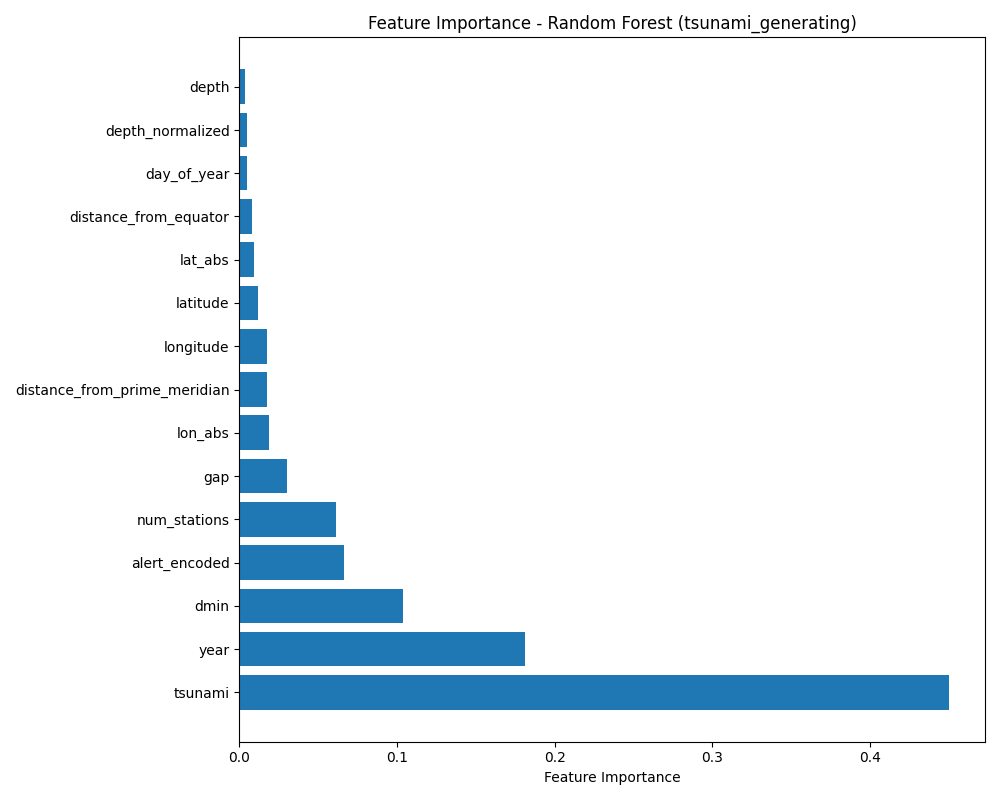 Feature Importance - Random Forest (tsunami_generating)
depth
depth_normalized
day_of_year
distance_from_equator
lat_abs
latitude
longitude
distance_from_prime_meridian
lon_abs
gap
num_stations
alert_encoded
dmin
year
tsunami
0.0 0.1 0.2 0.3 0.4
Feature Importance